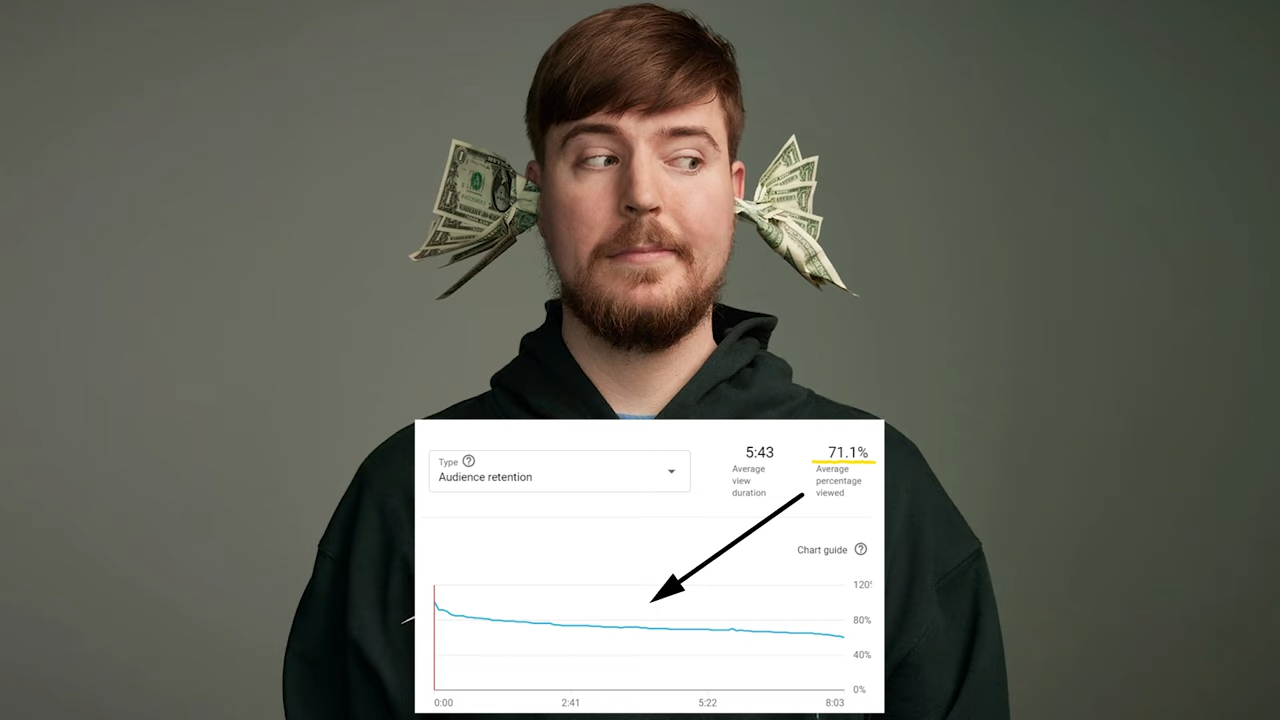 Type
Audience retention
5:43
71.1%
Average view duration
Average percentage viewed
Chart guide
120%
80%
40%
0%
0:00
2:41
5:22
8:03